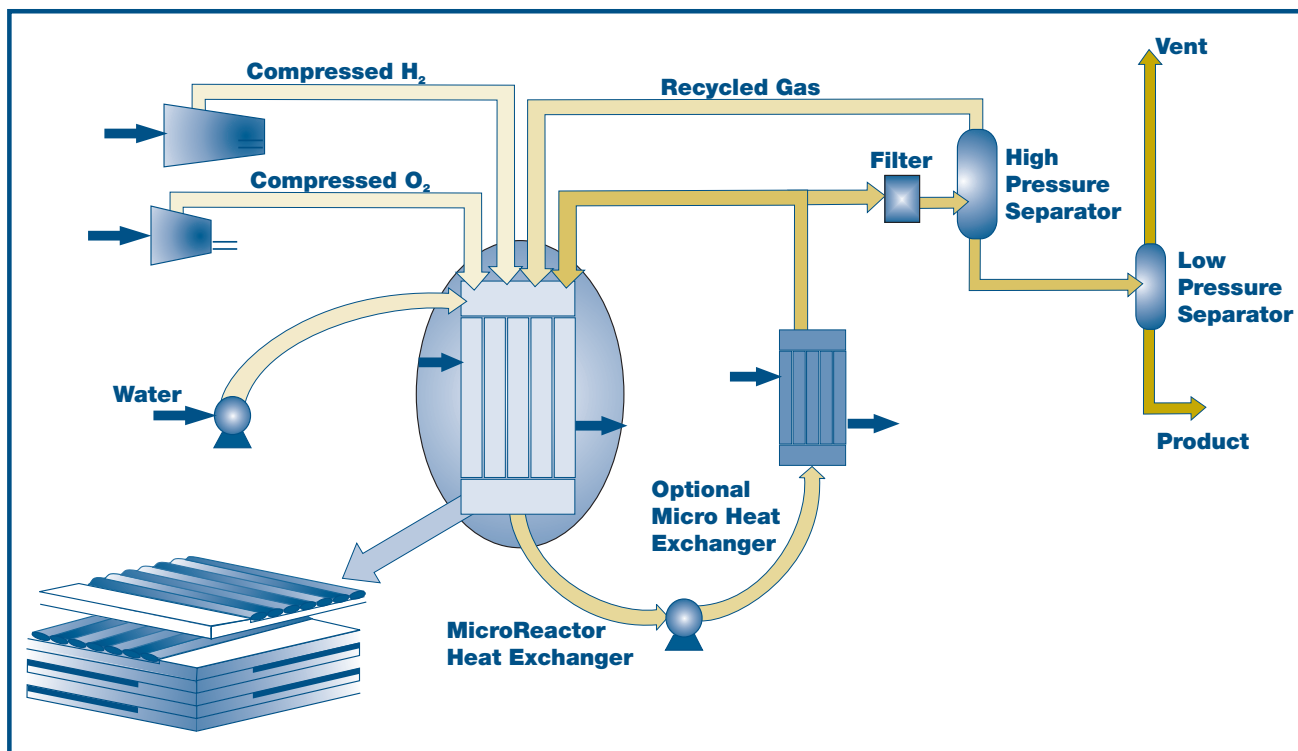 Vent
Compressed H₂
Recycled Gas
Filter
High
Pressure
Separator
Compressed O₂
Low
Pressure
Separator
Water
Product
Optional
Micro Heat
Exchanger
MicroReactor
Heat Exchanger